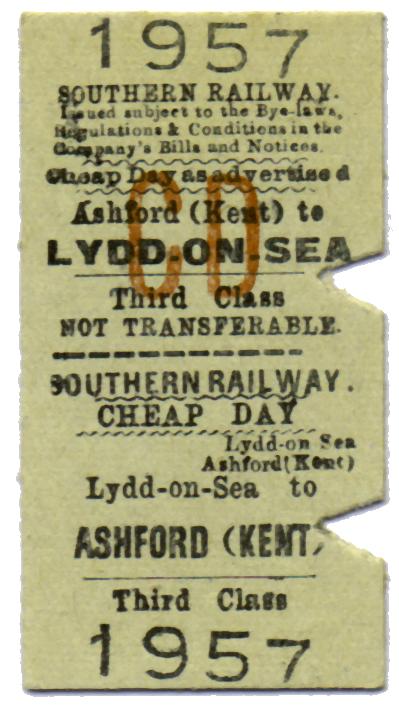 1957
SOUTHERN RAILWAY.
Issued subject to the Bye-laws,
Regulations & Conditions in the
Company's Bills and Notices.
Cheap Day as advertised
Ashford (Kent) to
CD
LYDD-ON-SEA
Third Class
NOT TRANSFERABLE.
SOUTHERN RAILWAY.
CHEAP DAY
Lydd-on Sea
Ashford (Kent)
Lydd-on-Sea to
ASHFORD (KENT)
Third Class
1957